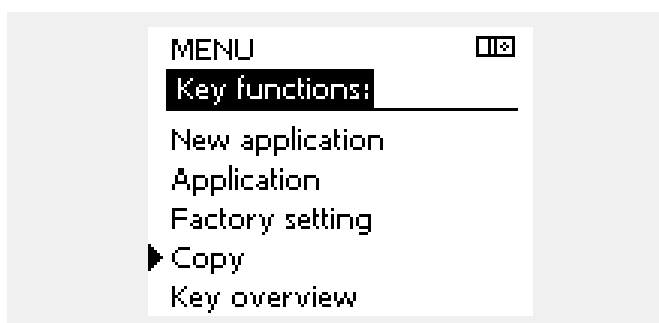 MENU
Key functions:
New application
Application
Factory setting
Copy
Key overview